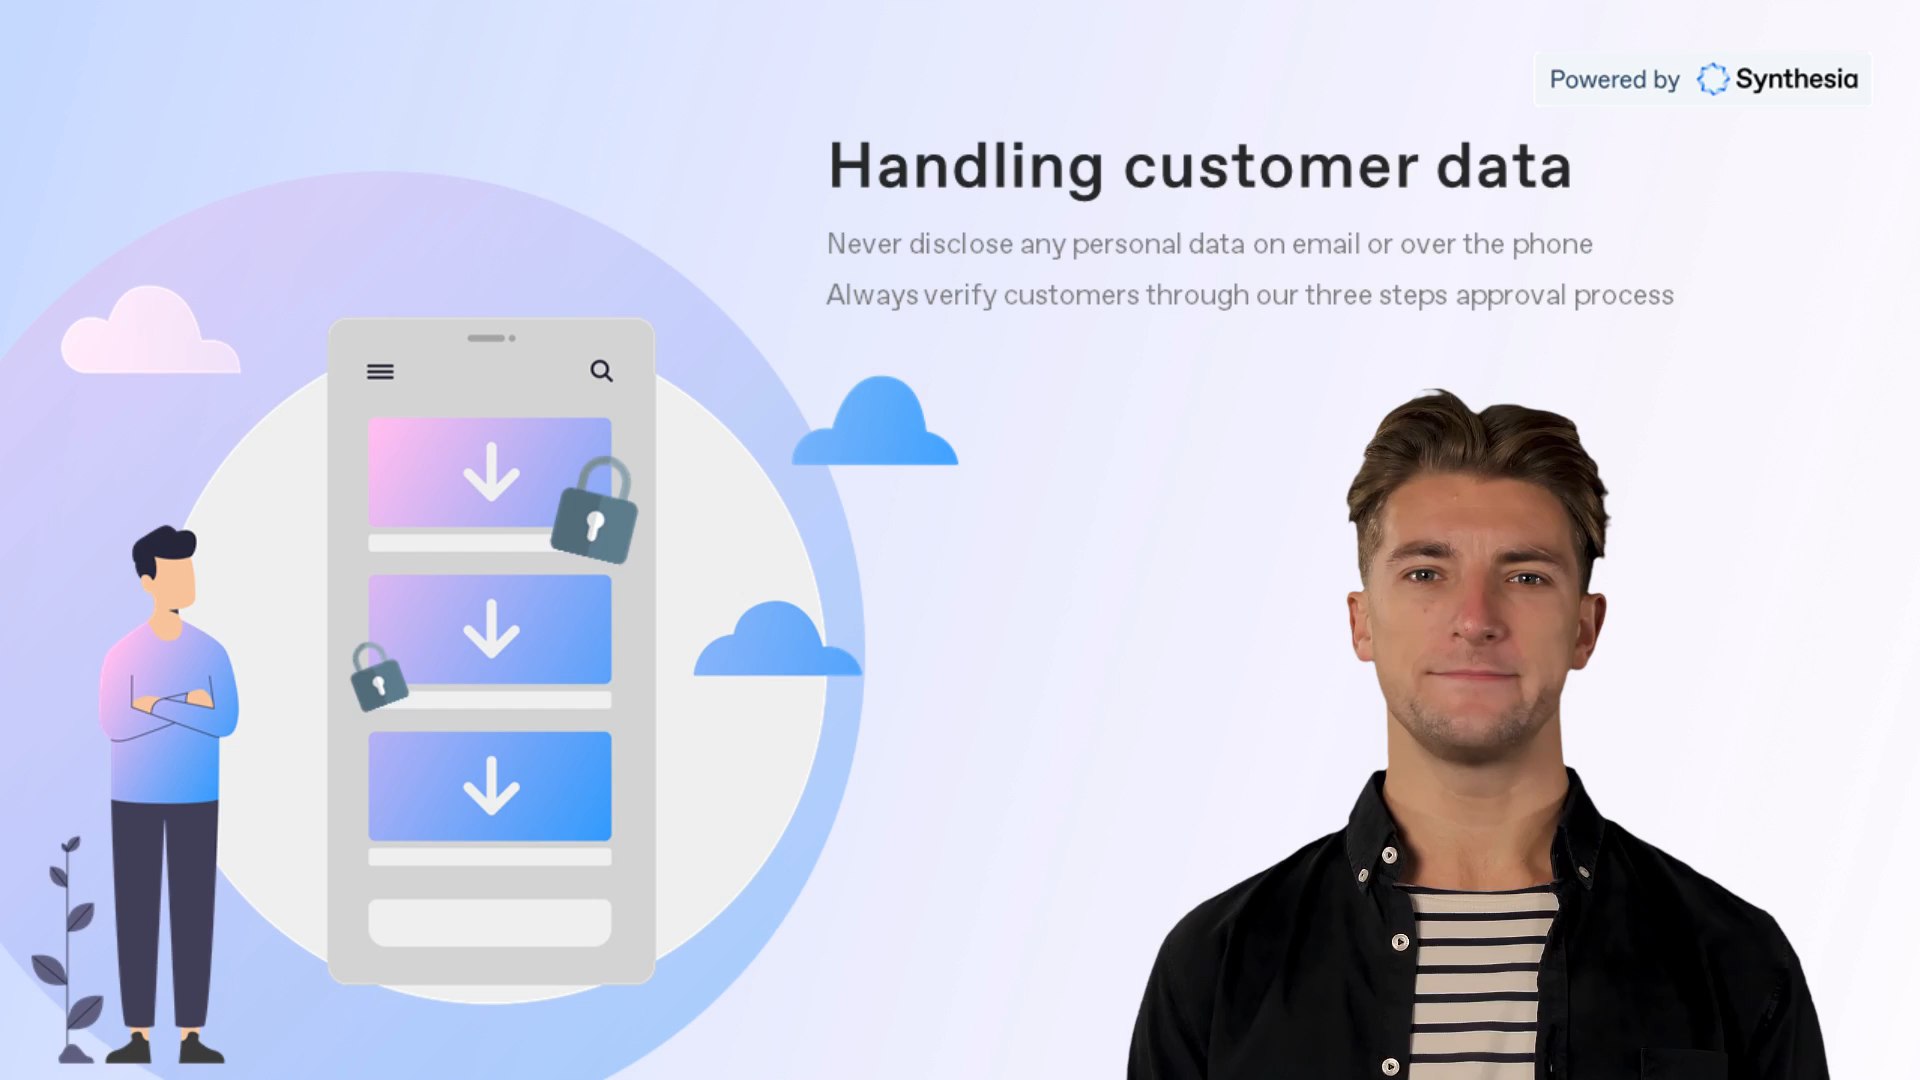 Powered by Synthesia
Handling customer data
Never disclose any personal data on email or over the phone
Always verify customers through our three steps approval process